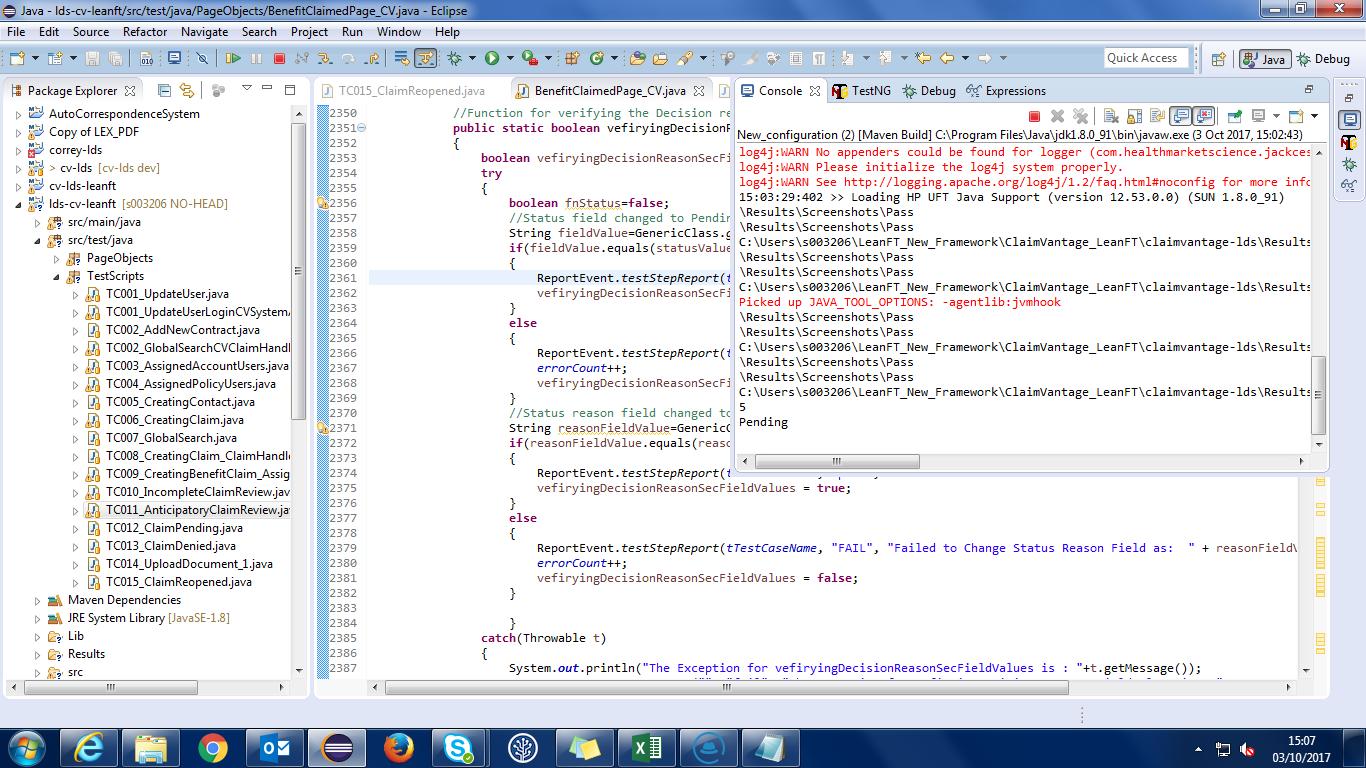 Java - lds-cv-leanft/src/test/java/PageObjects/BenefitClaimedPage_CV.java - Eclipse
File Edit Source Refactor Navigate Search Project Run Window Help
Quick Access
Java
Debug
Package Explorer
AutoCorrespondenceSystem
Copy of LEX_PDF
correy-lds
> cv-lds [cv-lds dev]
cv-lds-leanft
lds-cv-leanft [s003206 NO-HEAD]
src/main/java
src/test/java
PageObjects
TestScripts
TC001_UpdateUser.java
TC001_UpdateUserLoginCVSystem
TC002_AddNewContract.java
TC002_GlobalSearchCVClaimHandl
TC003_AssignedAccountUsers.java
TC004_AssignedPolicyUsers.java
TC005_CreatingContact.java
TC006_CreatingClaim.java
TC007_GlobalSearch.java
TC008_CreatingClaim_ClaimHandl
TC009_CreatingBenefitClaim_Assig
TC010_IncompleteClaimReview.jav
TC011_AnticipatoryClaimReview.ja
TC012_ClaimPending.java
TC013_ClaimDenied.java
TC014_UploadDocument_1.java
TC015_ClaimReopened.java
Maven Dependencies
JRE System Library [JavaSE-1.8]
Lib
Results
src
TC015_ClaimReopened.java
BenefitClaimedPage_CV.java
2350 //Function for verifying the Decision re
2351 public static boolean vefiryingDecisionR
2352 {
2353 boolean vefiryingDecisionReasonSecFi
2354 try
2355 {
2356 boolean fnStatus=false;
2357 //Status field changed to Pendin
2358 String fieldValue=GenericClass.g
2359 if(fieldValue.equals(statusValue
2360 {
2361 ReportEvent.testStepReport(t
2362 vefiryingDecisionReasonSecFi
2363 }
2364 else
2365 {
2366 ReportEvent.testStepReport(t
2367 errorCount++;
2368 vefiryingDecisionReasonSecFi
2369 }
2370 //Status reason field changed to
2371 String reasonFieldValue=GenericC
2372 if(reasonFieldValue.equals(reaso
2373 {
2374 ReportEvent.testStepReport(t
2375 vefiryingDecisionReasonSecFieldValues = true;
2376 }
2377 else
2378 {
2379 ReportEvent.testStepReport(tTestCaseName, "FAIL", "Failed to Change Status Reason Field as:  " + reasonField
2380 errorCount++;
2381 vefiryingDecisionReasonSecFieldValues = false;
2382 }
2383
2384 }
2385 catch(Throwable t)
2386 {
2387 System.out.println("The Exception for vefiryingDecisionReasonSecFieldValues is : "+t.getMessage());
Console TestNG Debug Expressions
New_configuration (2) [Maven Build] C:\Program Files\Java\jdk1.8.0_91\bin\javaw.exe (3 Oct 2017, 15:02:43)
log4j:WARN No appenders could be found for logger (com.healthmarketscience.jackces
log4j:WARN Please initialize the log4j system properly.
log4j:WARN See http://logging.apache.org/log4j/1.2/faq.html#noconfig for more info
15:03:29:402 >> Loading HP UFT Java Support (version 12.53.0.0) (SUN 1.8.0_91)
\Results\Screenshots\Pass
\Results\Screenshots\Pass
C:\Users\s003206\LeanFT_New_Framework\ClaimVantage_LeanFT\claimvantage-lds\Results
\Results\Screenshots\Pass
\Results\Screenshots\Pass
C:\Users\s003206\LeanFT_New_Framework\ClaimVantage_LeanFT\claimvantage-lds\Results
Picked up JAVA_TOOL_OPTIONS: -agentlib:jvmhook
\Results\Screenshots\Pass
\Results\Screenshots\Pass
C:\Users\s003206\LeanFT_New_Framework\ClaimVantage_LeanFT\claimvantage-lds\Results
\Results\Screenshots\Pass
\Results\Screenshots\Pass
C:\Users\s003206\LeanFT_New_Framework\ClaimVantage_LeanFT\claimvantage-lds\Results
5
Pending
15:07
03/10/2017